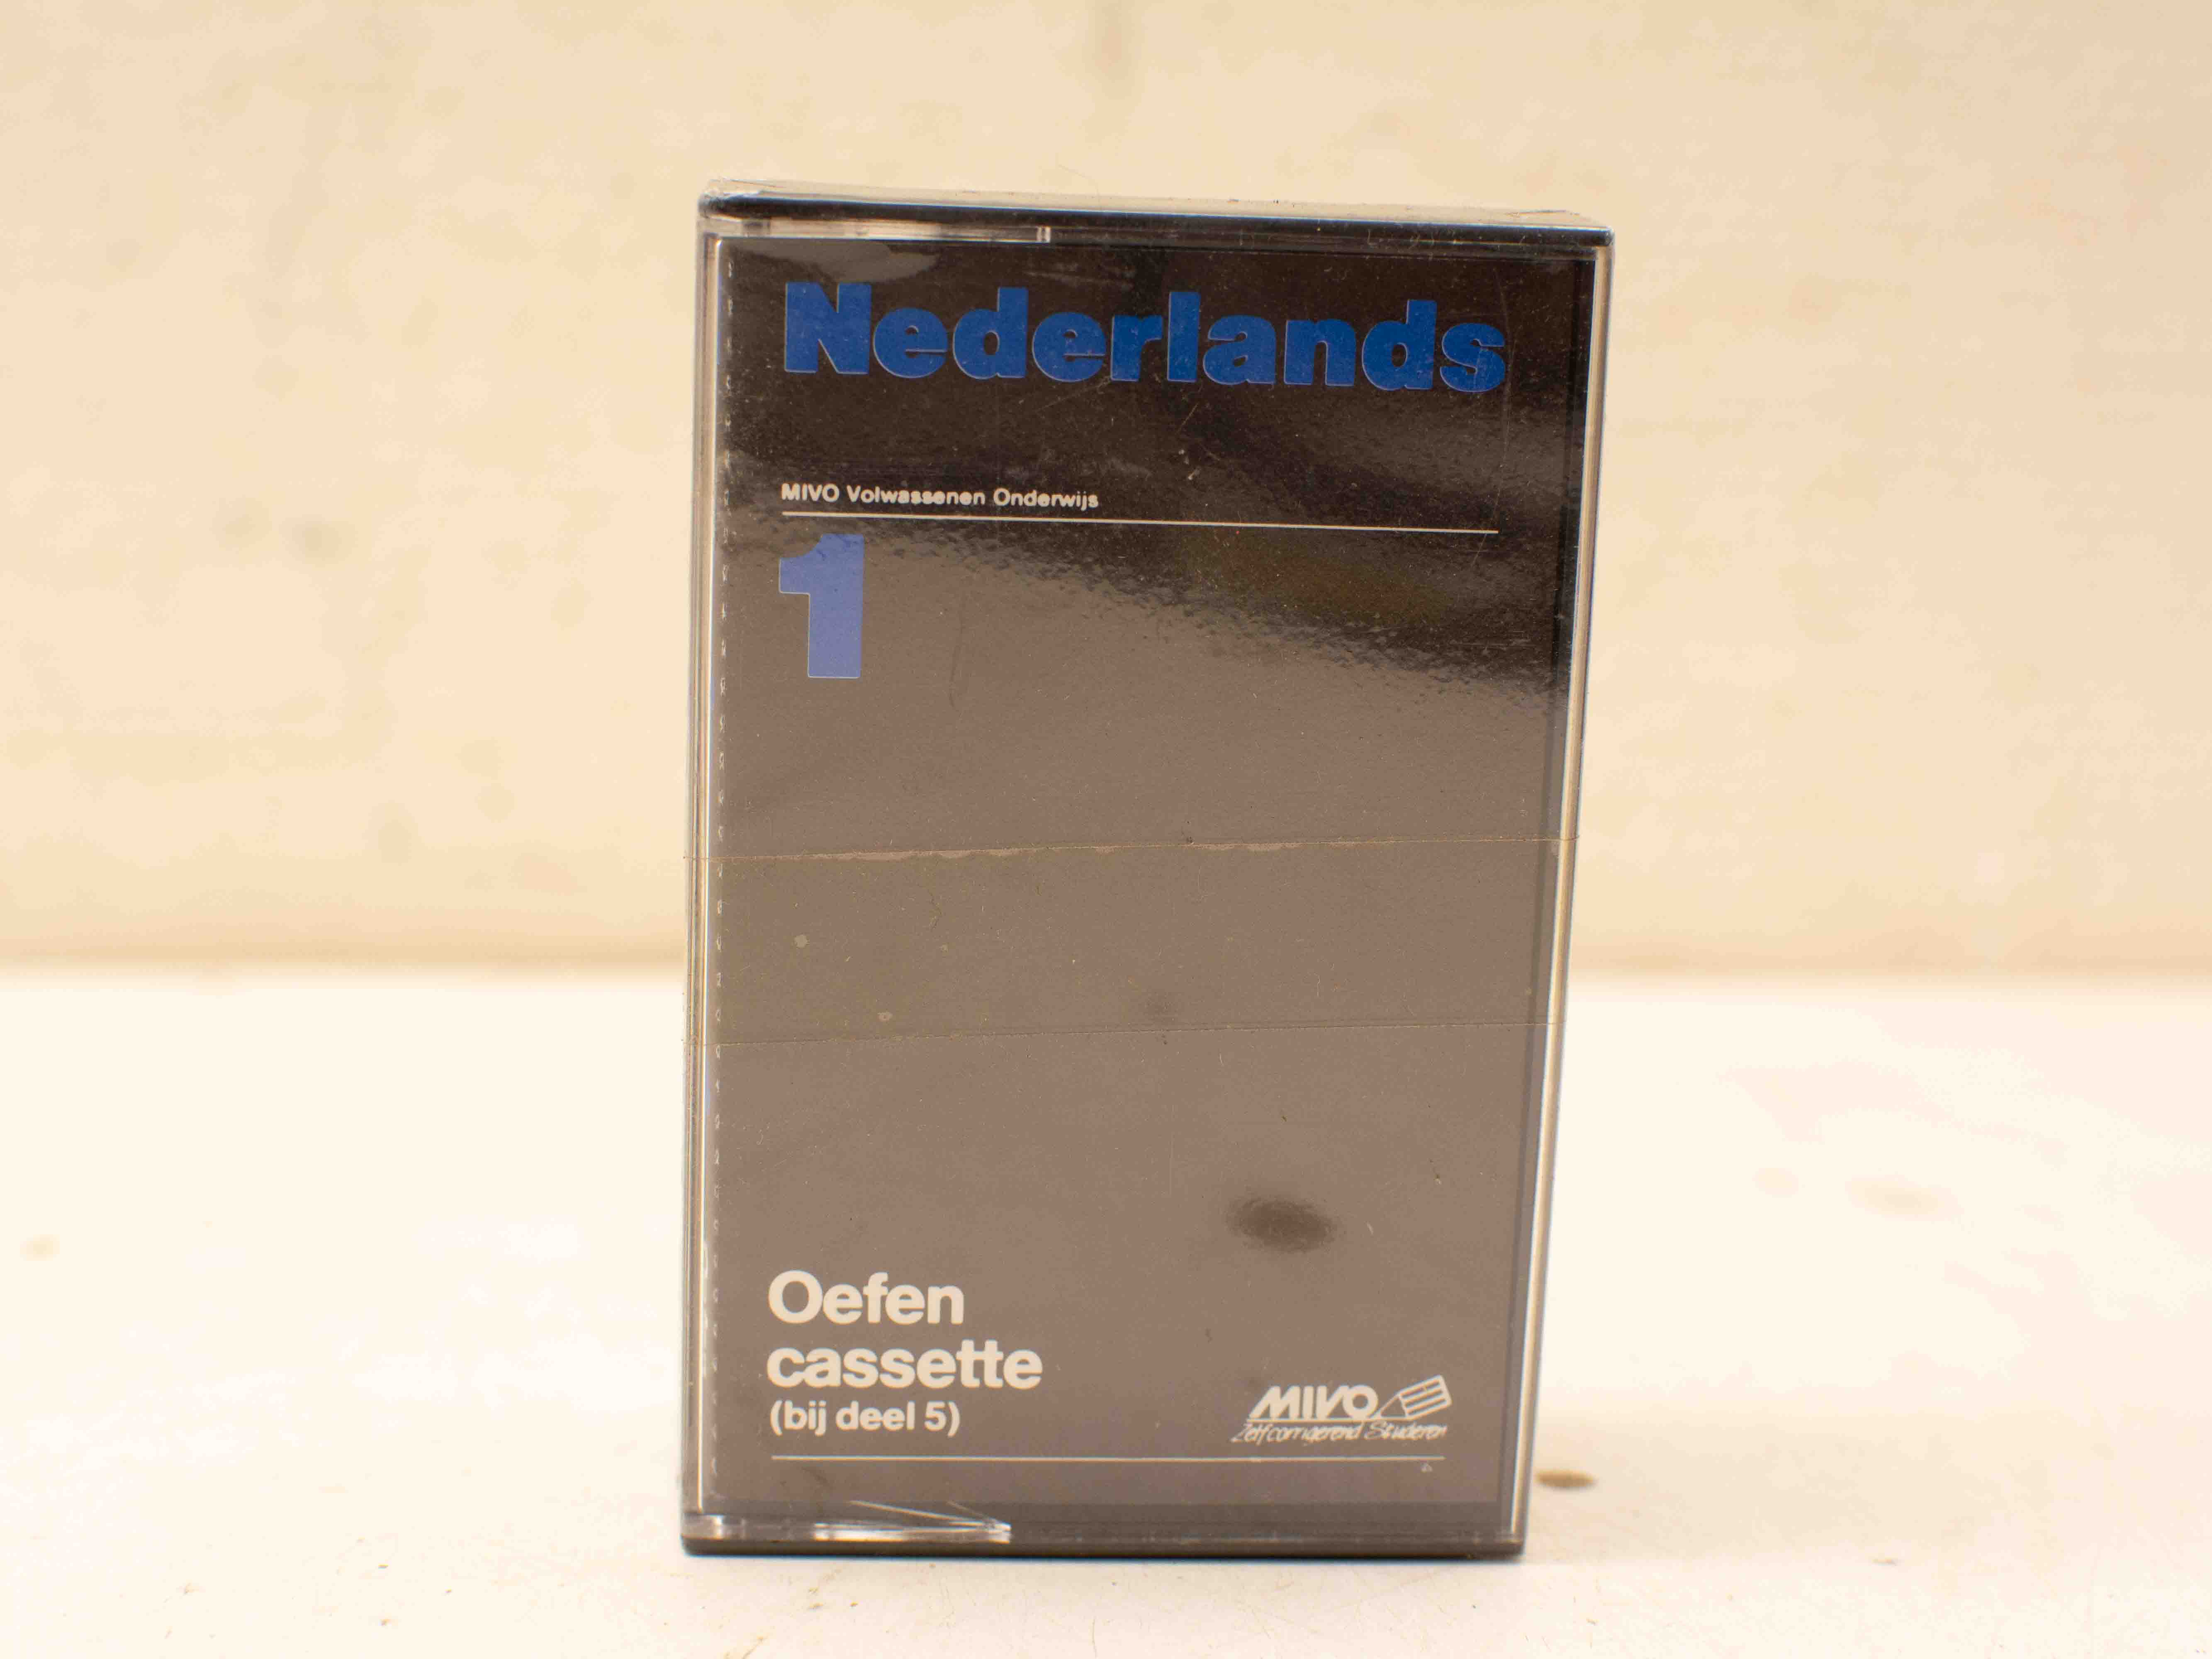 Nederlands
MIVO Volwassenen Onderwijs
1
Oefen
cassette
(bij deel 5)
MIVO
Zelfcorrigerend Studeren